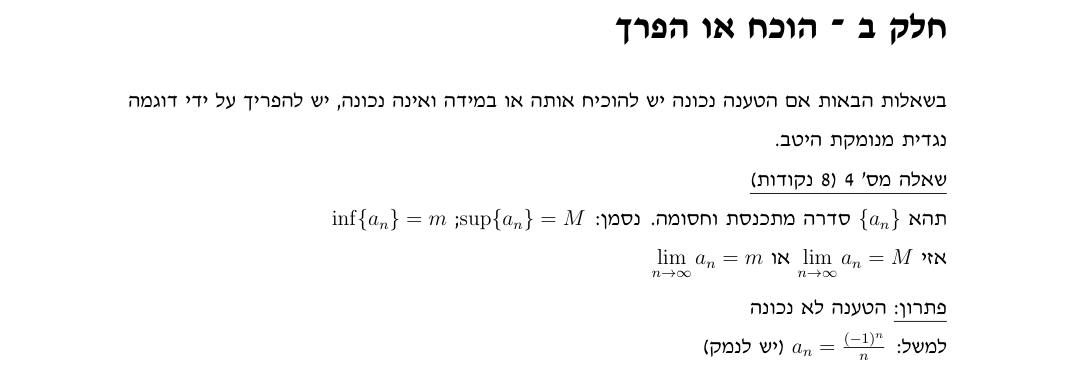 חלק ב - הוכח או הפרך
בשאלות הבאות אם הטענה נכונה יש להוכיח אותה או במידה ואינה נכונה, יש להפריך על ידי דוגמה
נגדית מנומקת היטב.
שאלה מס' 4 (8 נקודות)
תהא {a_n} סדרה מתכנסת וחסומה. נסמן: sup{a_n} = M; inf{a_n} = m
אזי lim_{n→∞} a_n = M או lim_{n→∞} a_n = m
פתרון: הטענה לא נכונה
למשל: a_n = (-1)^n/n (יש לנמק)